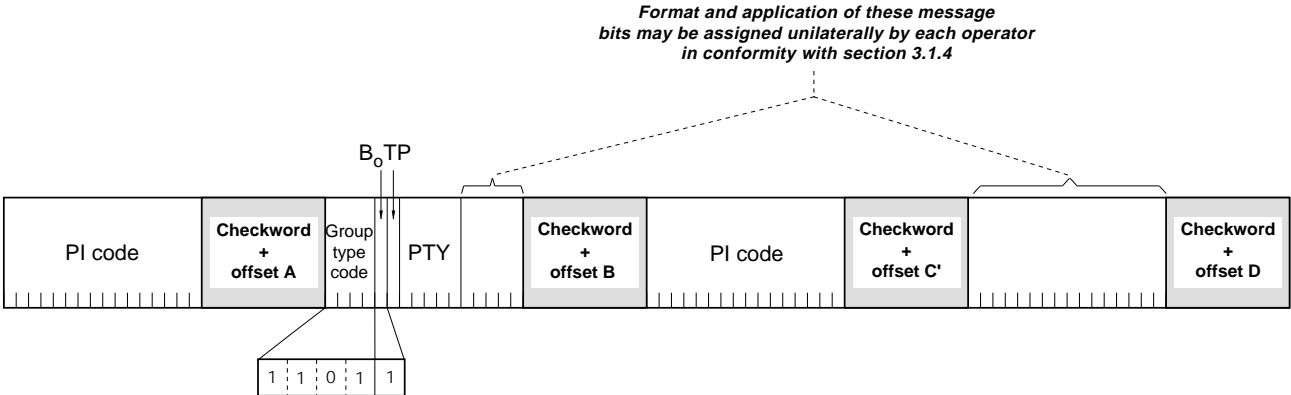 Format and application of these message
bits may be assigned unilaterally by each operator
in conformity with section 3.1.4
BoTP
PI code
Checkword
+
offset A
Group
type
code
PTY
Checkword
+
offset B
PI code
Checkword
+
offset C'
Checkword
+
offset D
1 1 0 1 1